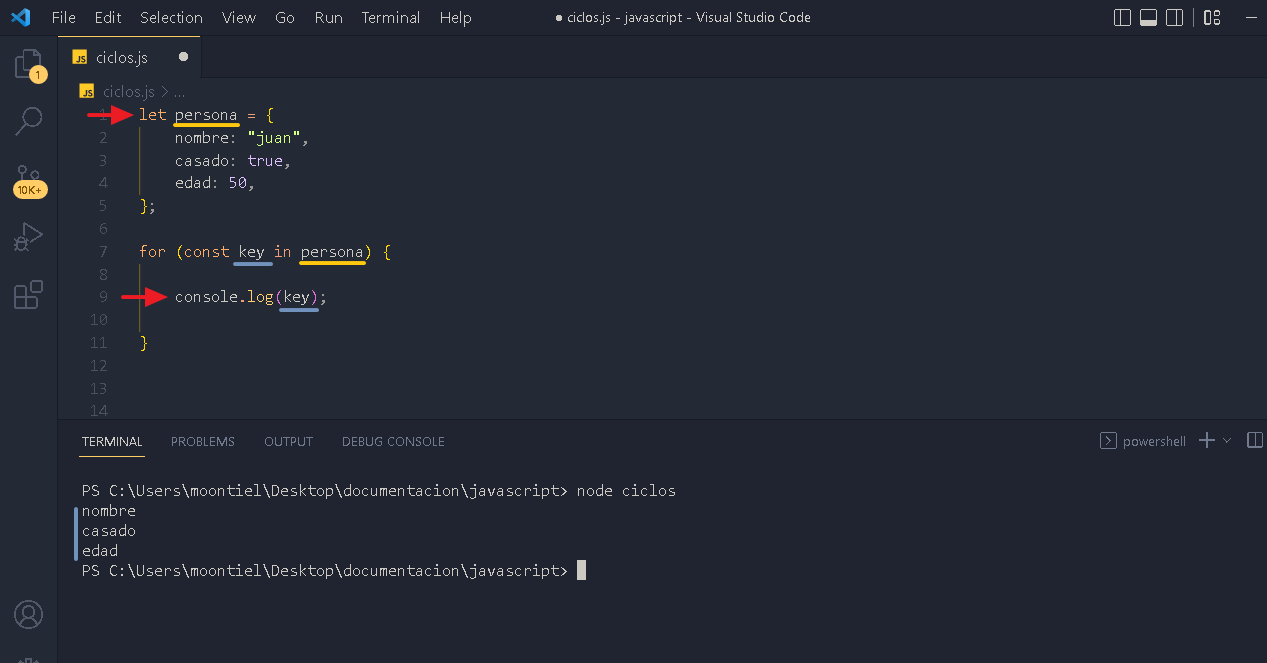 File Edit Selection View Go Run Terminal Help ● ciclos.js - javascript - Visual Studio Code
JS ciclos.js ●
1
JS ciclos.js > ...
1 let persona = {
2 nombre: "juan",
3 casado: true,
4 edad: 50,
5 };
6
7 for (const key in persona) {
8
9 console.log(key);
10
10K+
11 }
12
13
14
TERMINAL PROBLEMS OUTPUT DEBUG CONSOLE powershell
PS C:\Users\moontiel\Desktop\documentacion\javascript> node ciclos
nombre
casado
edad
PS C:\Users\moontiel\Desktop\documentacion\javascript>